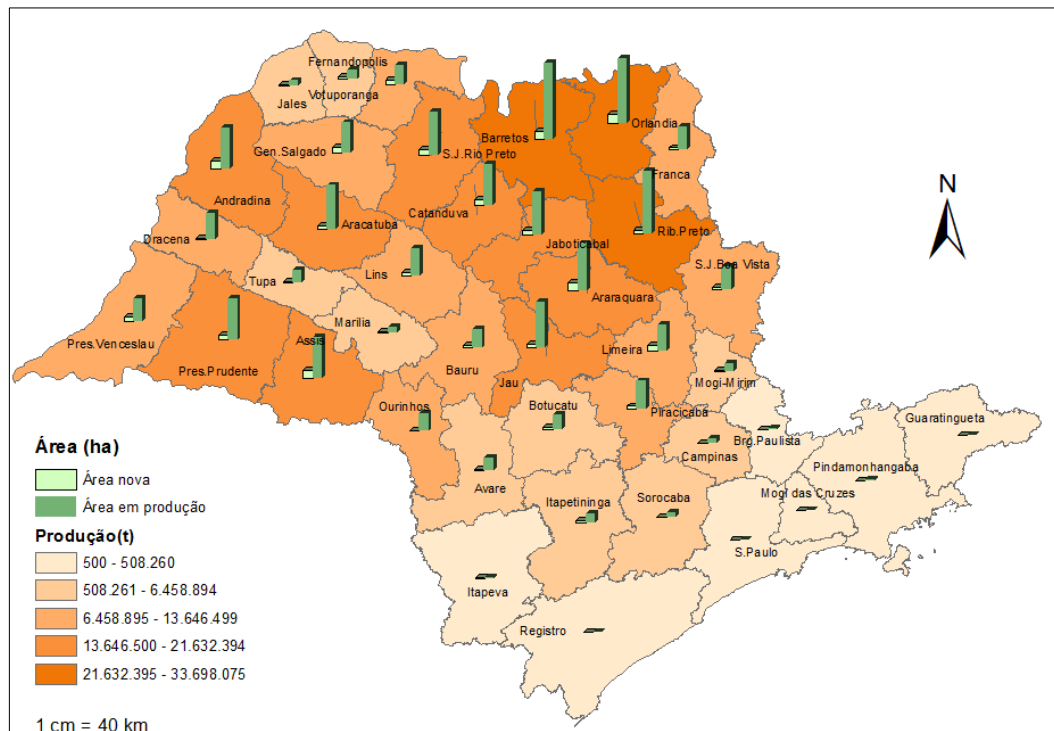 Fernandopolis
Votuporanga
Jales
Gen.Salgado
S.J.Rio Preto
Barretos
Orlandia
Franca
Andradina
Aracatuba
Catanduva
Jaboticabal
Rib.Preto
Dracena
Tupa
Lins
Araraquara
S.J.Boa Vista
Pres.Venceslau
Pres.Prudente
Assis
Marilia
Bauru
Jau
Limeira
Mogi-Mirim
Ourinhos
Botucatu
Piracicaba
Campinas
Brg.Paulista
Guaratingueta
Avare
Itapetininga
Sorocaba
Mogi das Cruzes
Pindamonhangaba
S.Paulo
Itapeva
Registro
N
Área (ha)
Área nova
Área em produção
Produção(t)
500 - 508.260
508.261 - 6.458.894
6.458.895 - 13.646.499
13.646.500 - 21.632.394
21.632.395 - 33.698.075
1 cm = 40 km